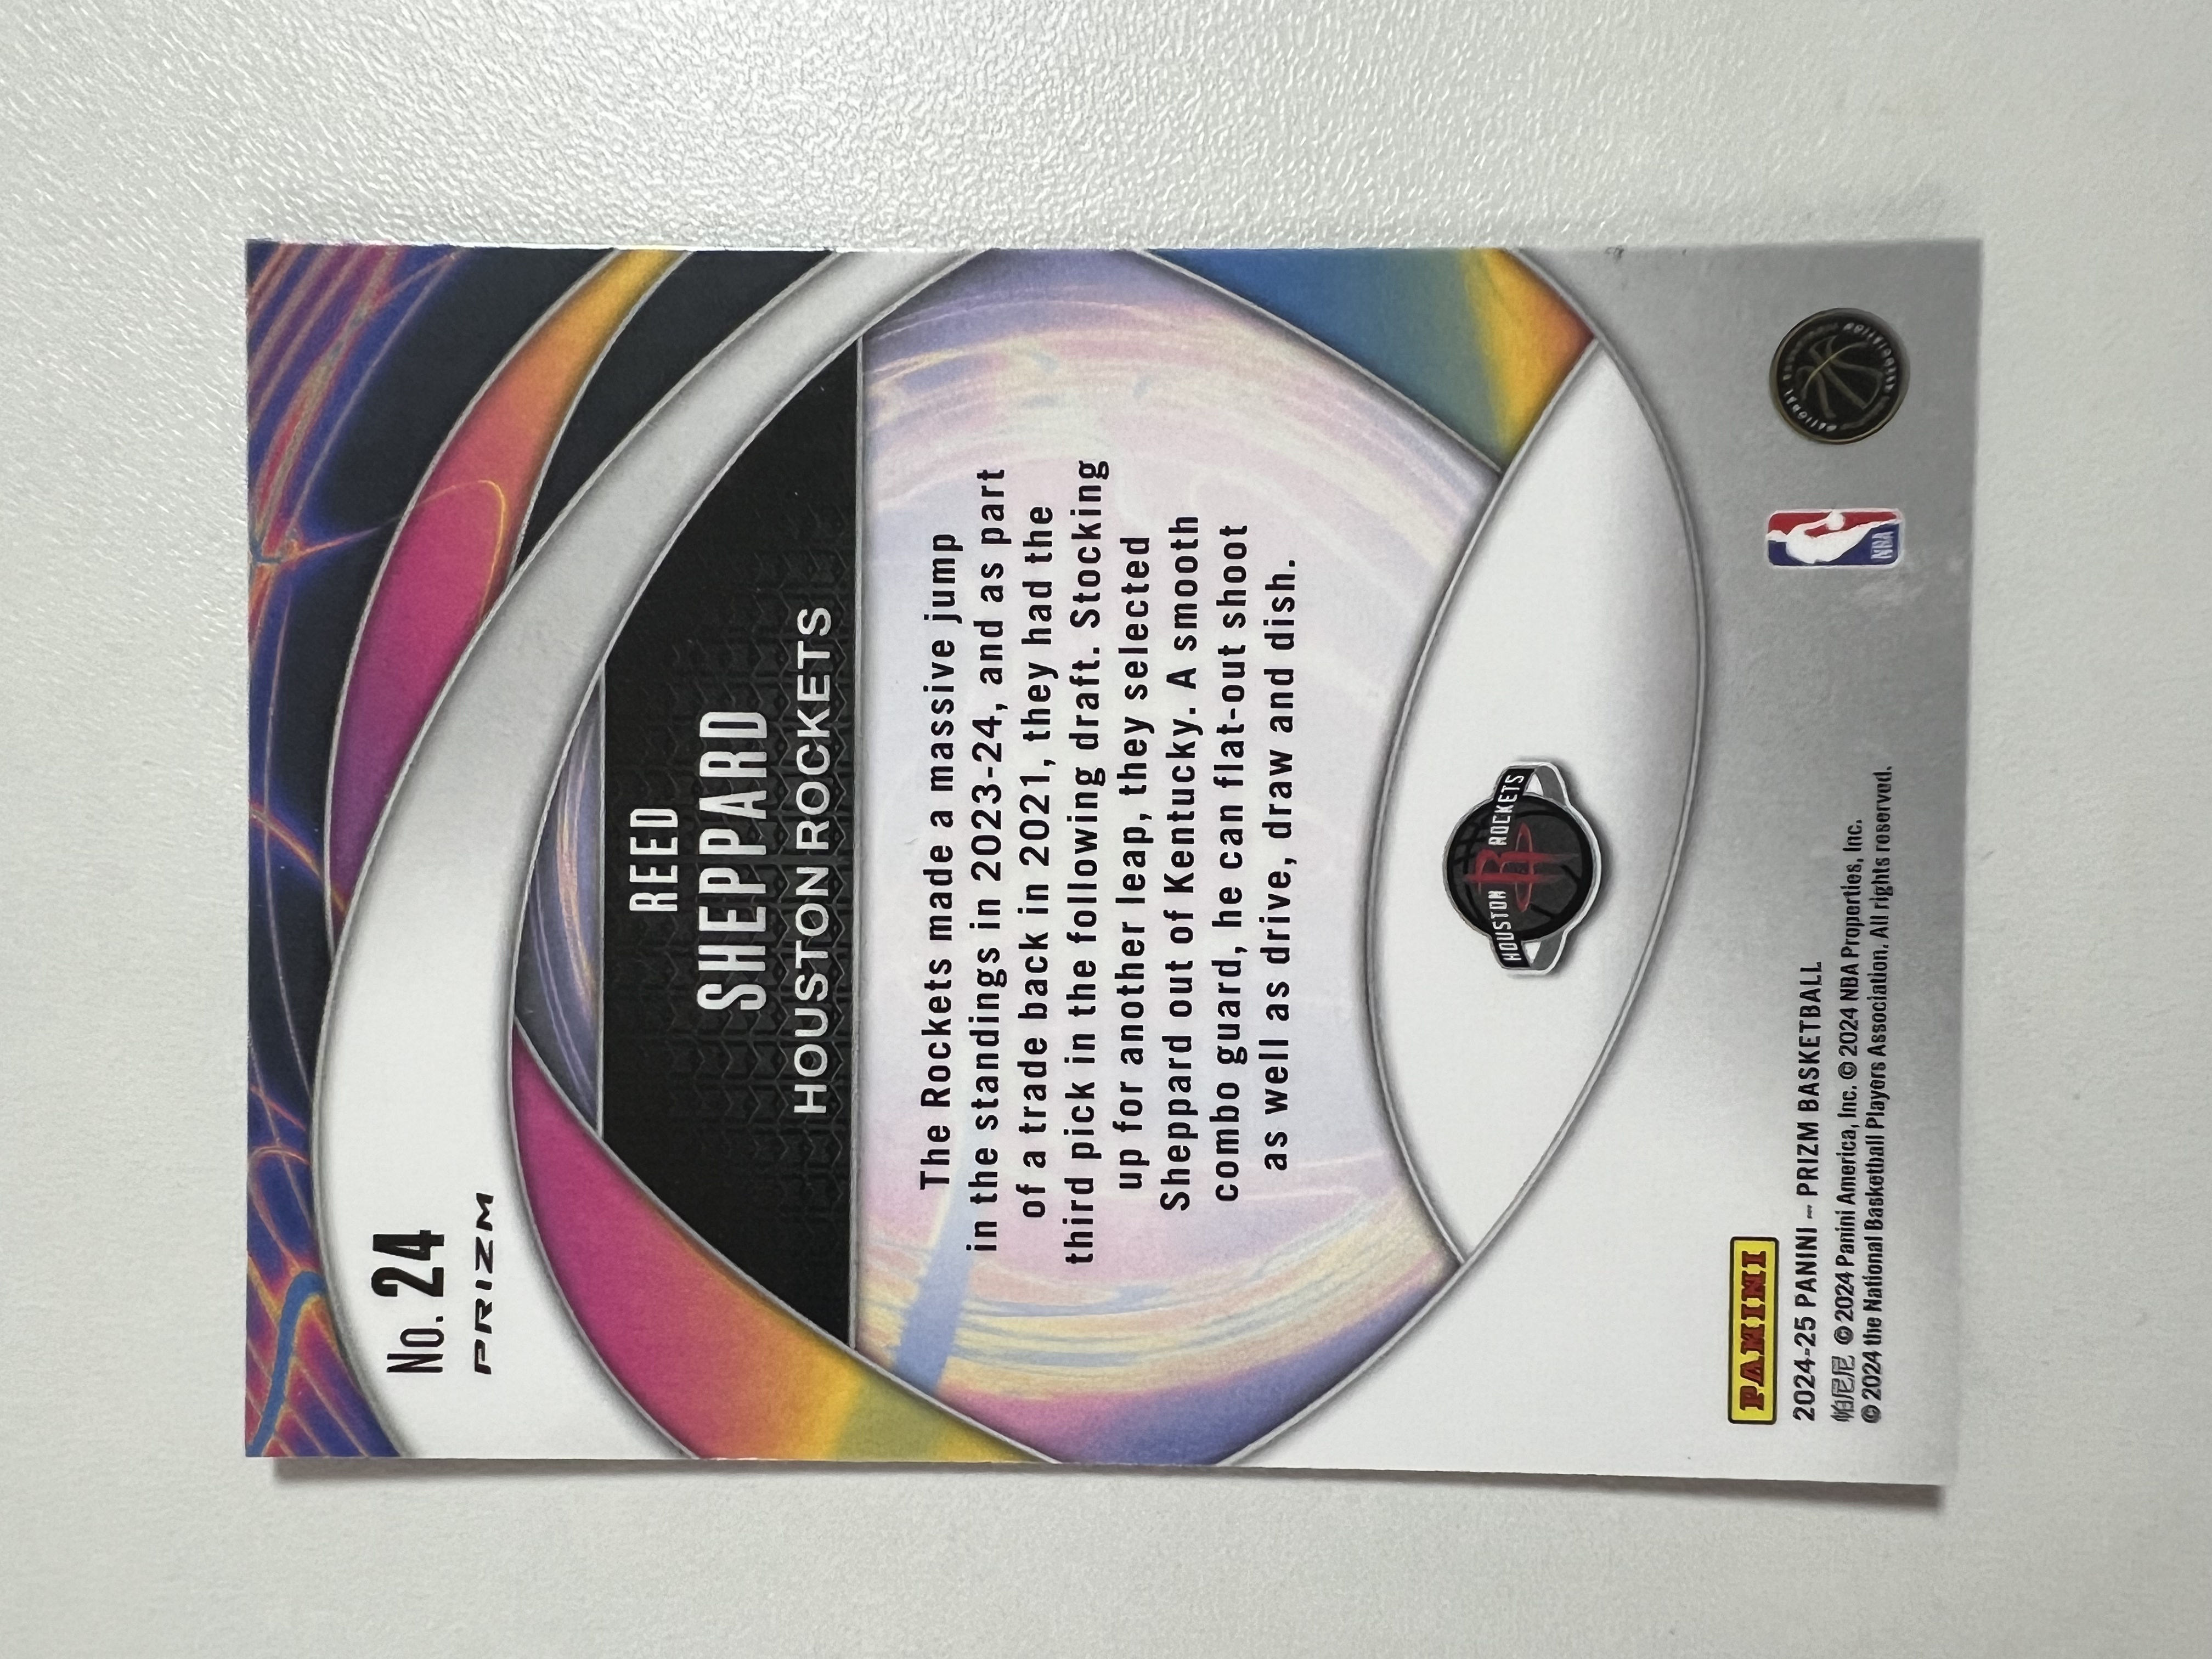 No. 24
PRIZM
REED
SHEPPARD
HOUSTON ROCKETS
The Rockets made a massive jump
in the standings in 2023-24, and as part
of a trade back in 2021, they had the
third pick in the following draft. Stocking
up for another leap, they selected
Sheppard out of Kentucky. A smooth
combo guard, he can flat-out shoot
as well as drive, draw and dish.
HOUSTON ROCKETS
PANINI
2024-25 PANINI – PRIZM BASKETBALL
帕尼尼 © 2024 Panini America, Inc. © 2024 NBA Properties, Inc.
© 2024 the National Basketball Players Association. All rights reserved.
NBA
NATIONAL BASKETBALL PLAYERS ASSOCIATION